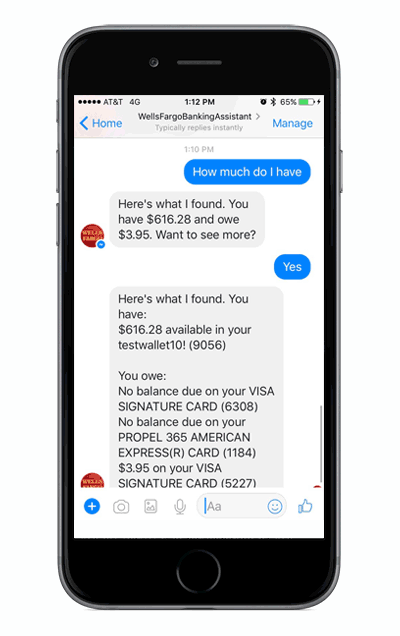 AT&T 4G 1:12 PM 65%
Home WellsFargoBankingAssistant Manage
Typically replies instantly
1:10 PM
How much do I have
Here's what I found. You
have $616.28 and owe
$3.95. Want to see more?
WELLS
FARGO
Yes
Here's what I found. You
have:
$616.28 available in your
testwallet10! (9056)
You owe:
No balance due on your VISA
SIGNATURE CARD (6308)
No balance due on your
PROPEL 365 AMERICAN
EXPRESS(R) CARD (1184)
$3.95 on your VISA
SIGNATURE CARD (5227)
WELLS
Aa